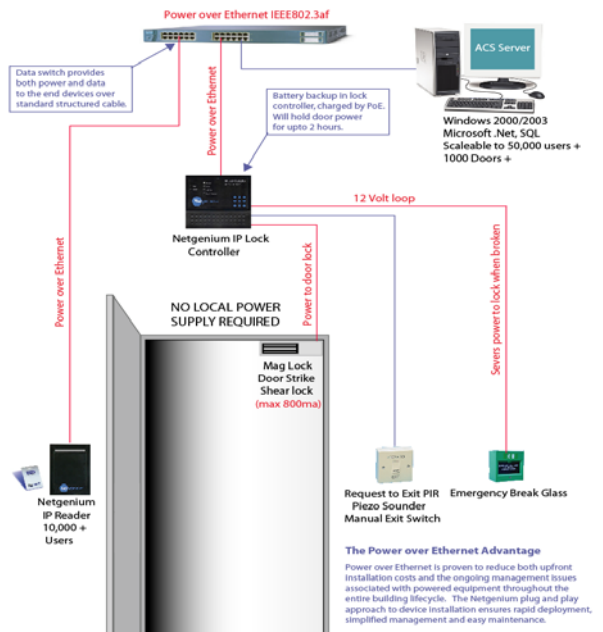 Power over Ethernet IEEE802.3af
ACS Server
Data switch provides
both power and data
to the end devices over
standard structured cable.
Battery backup in lock
controller, charged by PoE.
Will hold door power
for upto 2 hours.
Windows 2000/2003
Microsoft .Net, SQL
Scaleable to 50,000 users +
1000 Doors +
Power over Ethernet
12 Volt loop
Netgenium IP Lock
Controller
Power over Ethernet
Power to door lock
Severs power to lock when broken
NO LOCAL POWER
SUPPLY REQUIRED
Mag Lock
Door Strike
Shear lock
(max 800ma)
Netgenium
IP Reader
10,000 +
Users
Request to Exit PIR
Piezo Sounder
Manual Exit Switch
Emergency Break Glass
The Power over Ethernet Advantage
Power over Ethernet is proven to reduce both upfront
installation costs and the ongoing management issues
associated with powered equipment throughout the
entire building lifecycle. The Netgenium plug and play
approach to device installation ensures rapid deployment,
simplified management and easy maintenance.